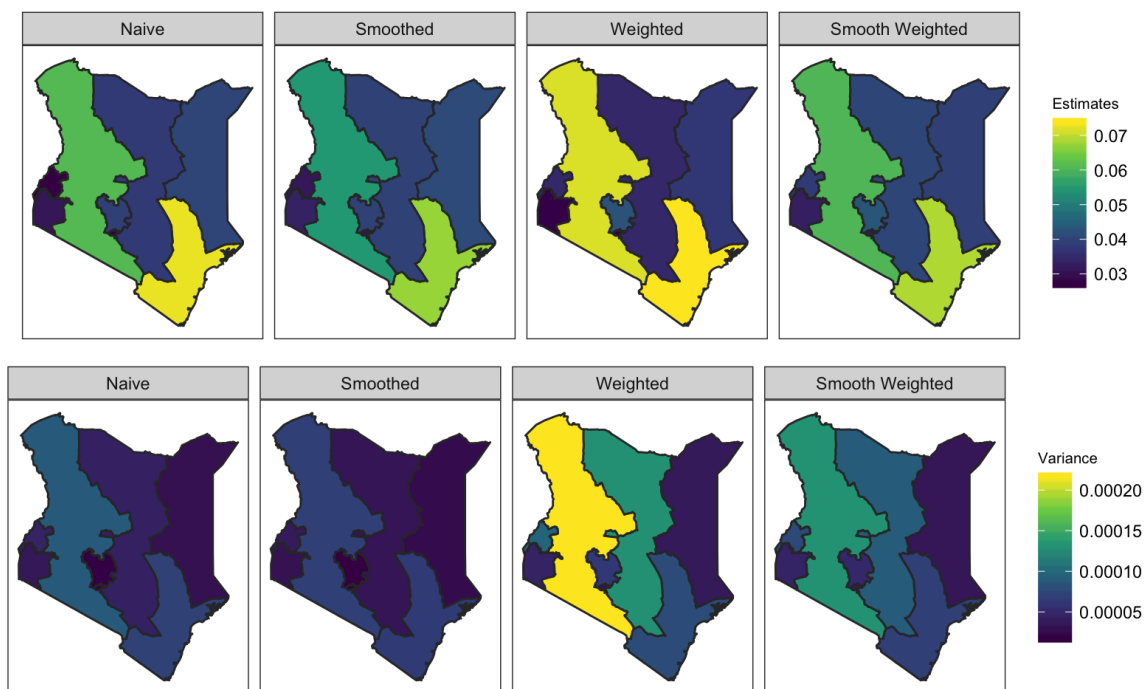 Naive Smoothed Weighted Smooth Weighted
Estimates
0.07
0.06
0.05
0.04
0.03
Naive Smoothed Weighted Smooth Weighted
Variance
0.00020
0.00015
0.00010
0.00005